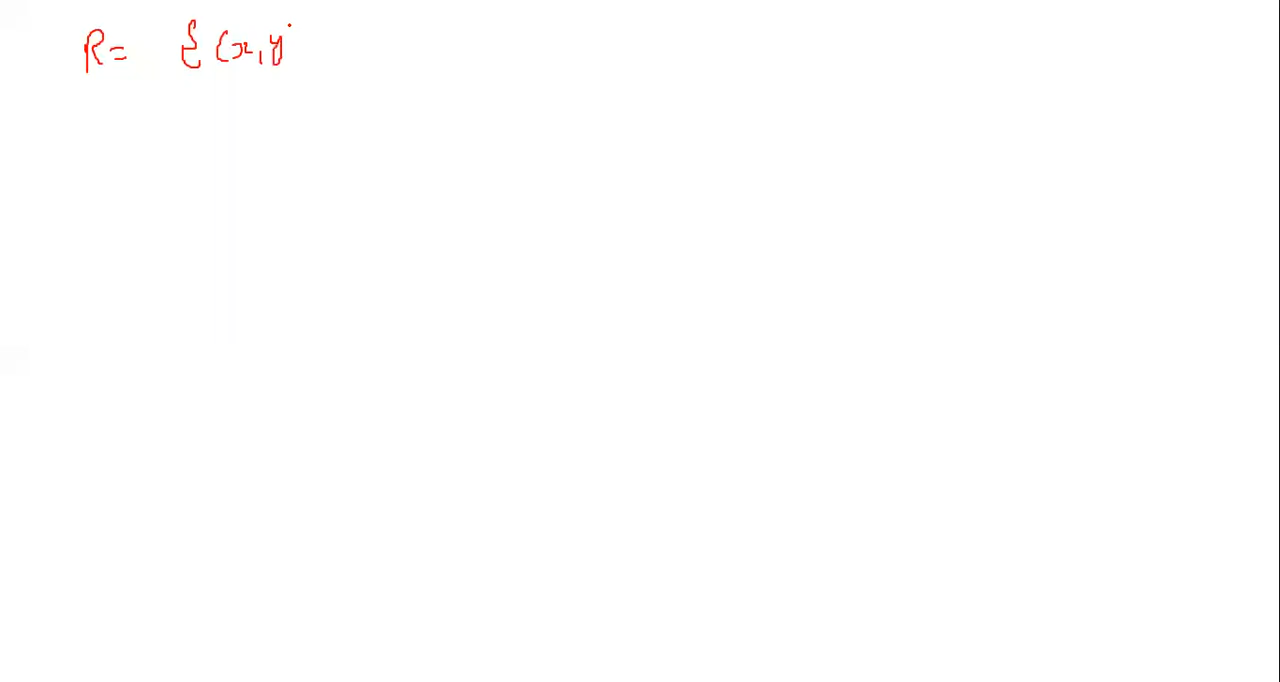 R = { (x, y